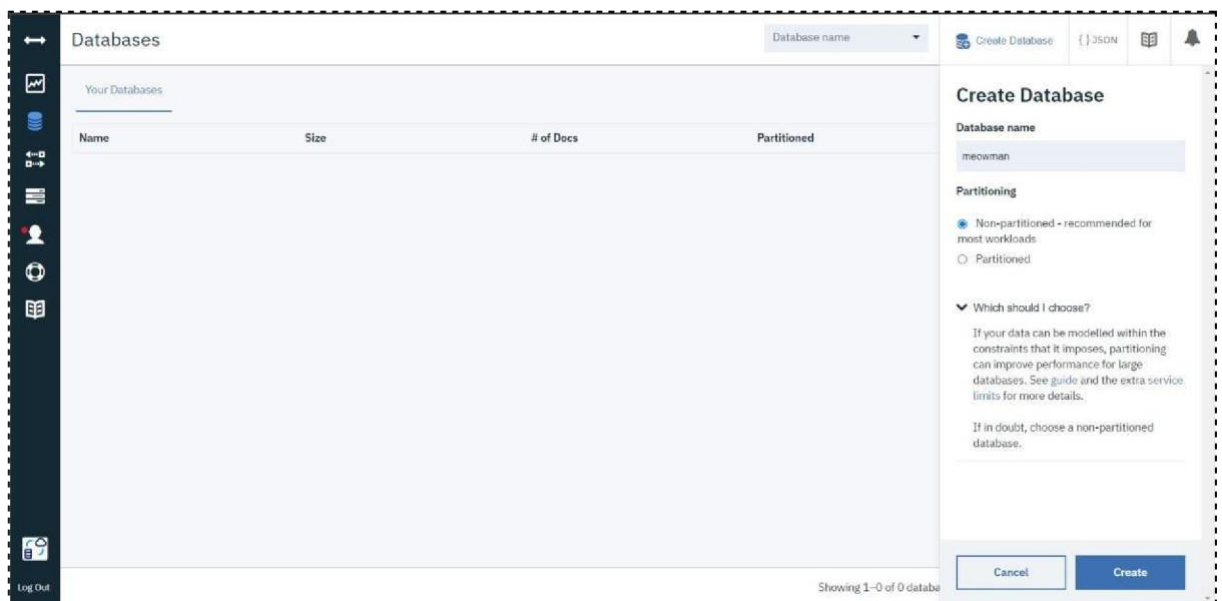 Databases
Database name
Create Database
{ } JSON
Your Databases
Name Size # of Docs Partitioned
Create Database
Database name
meowman
Partitioning
Non-partitioned - recommended for
most workloads
Partitioned
Which should I choose?
If your data can be modelled within the
constraints that it imposes, partitioning
can improve performance for large
databases. See guide and the extra service
limits for more details.
If in doubt, choose a non-partitioned
database.
Cancel
Create
Log Out
Showing 1–0 of 0 databa